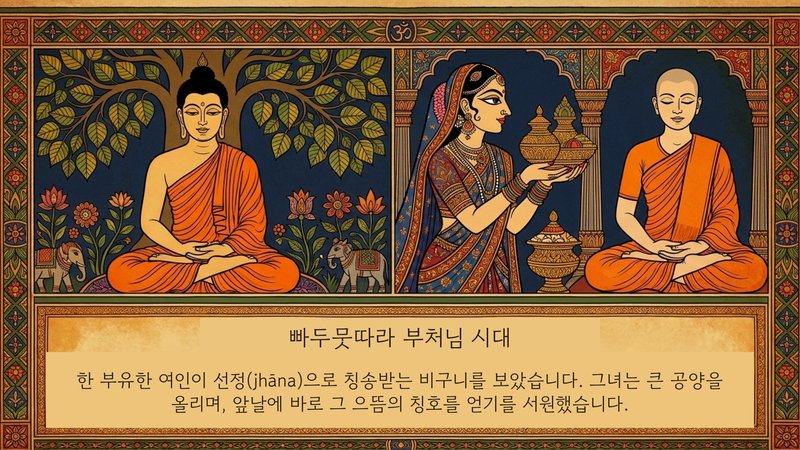 ॐ
빠두뭇따라 부처님 시대
한 부유한 여인이 선정(jhāna)으로 칭송받는 비구니를 보았습니다. 그녀는 큰 공양을
올리며, 앞날에 바로 그 으뜸의 칭호를 얻기를 서원했습니다.